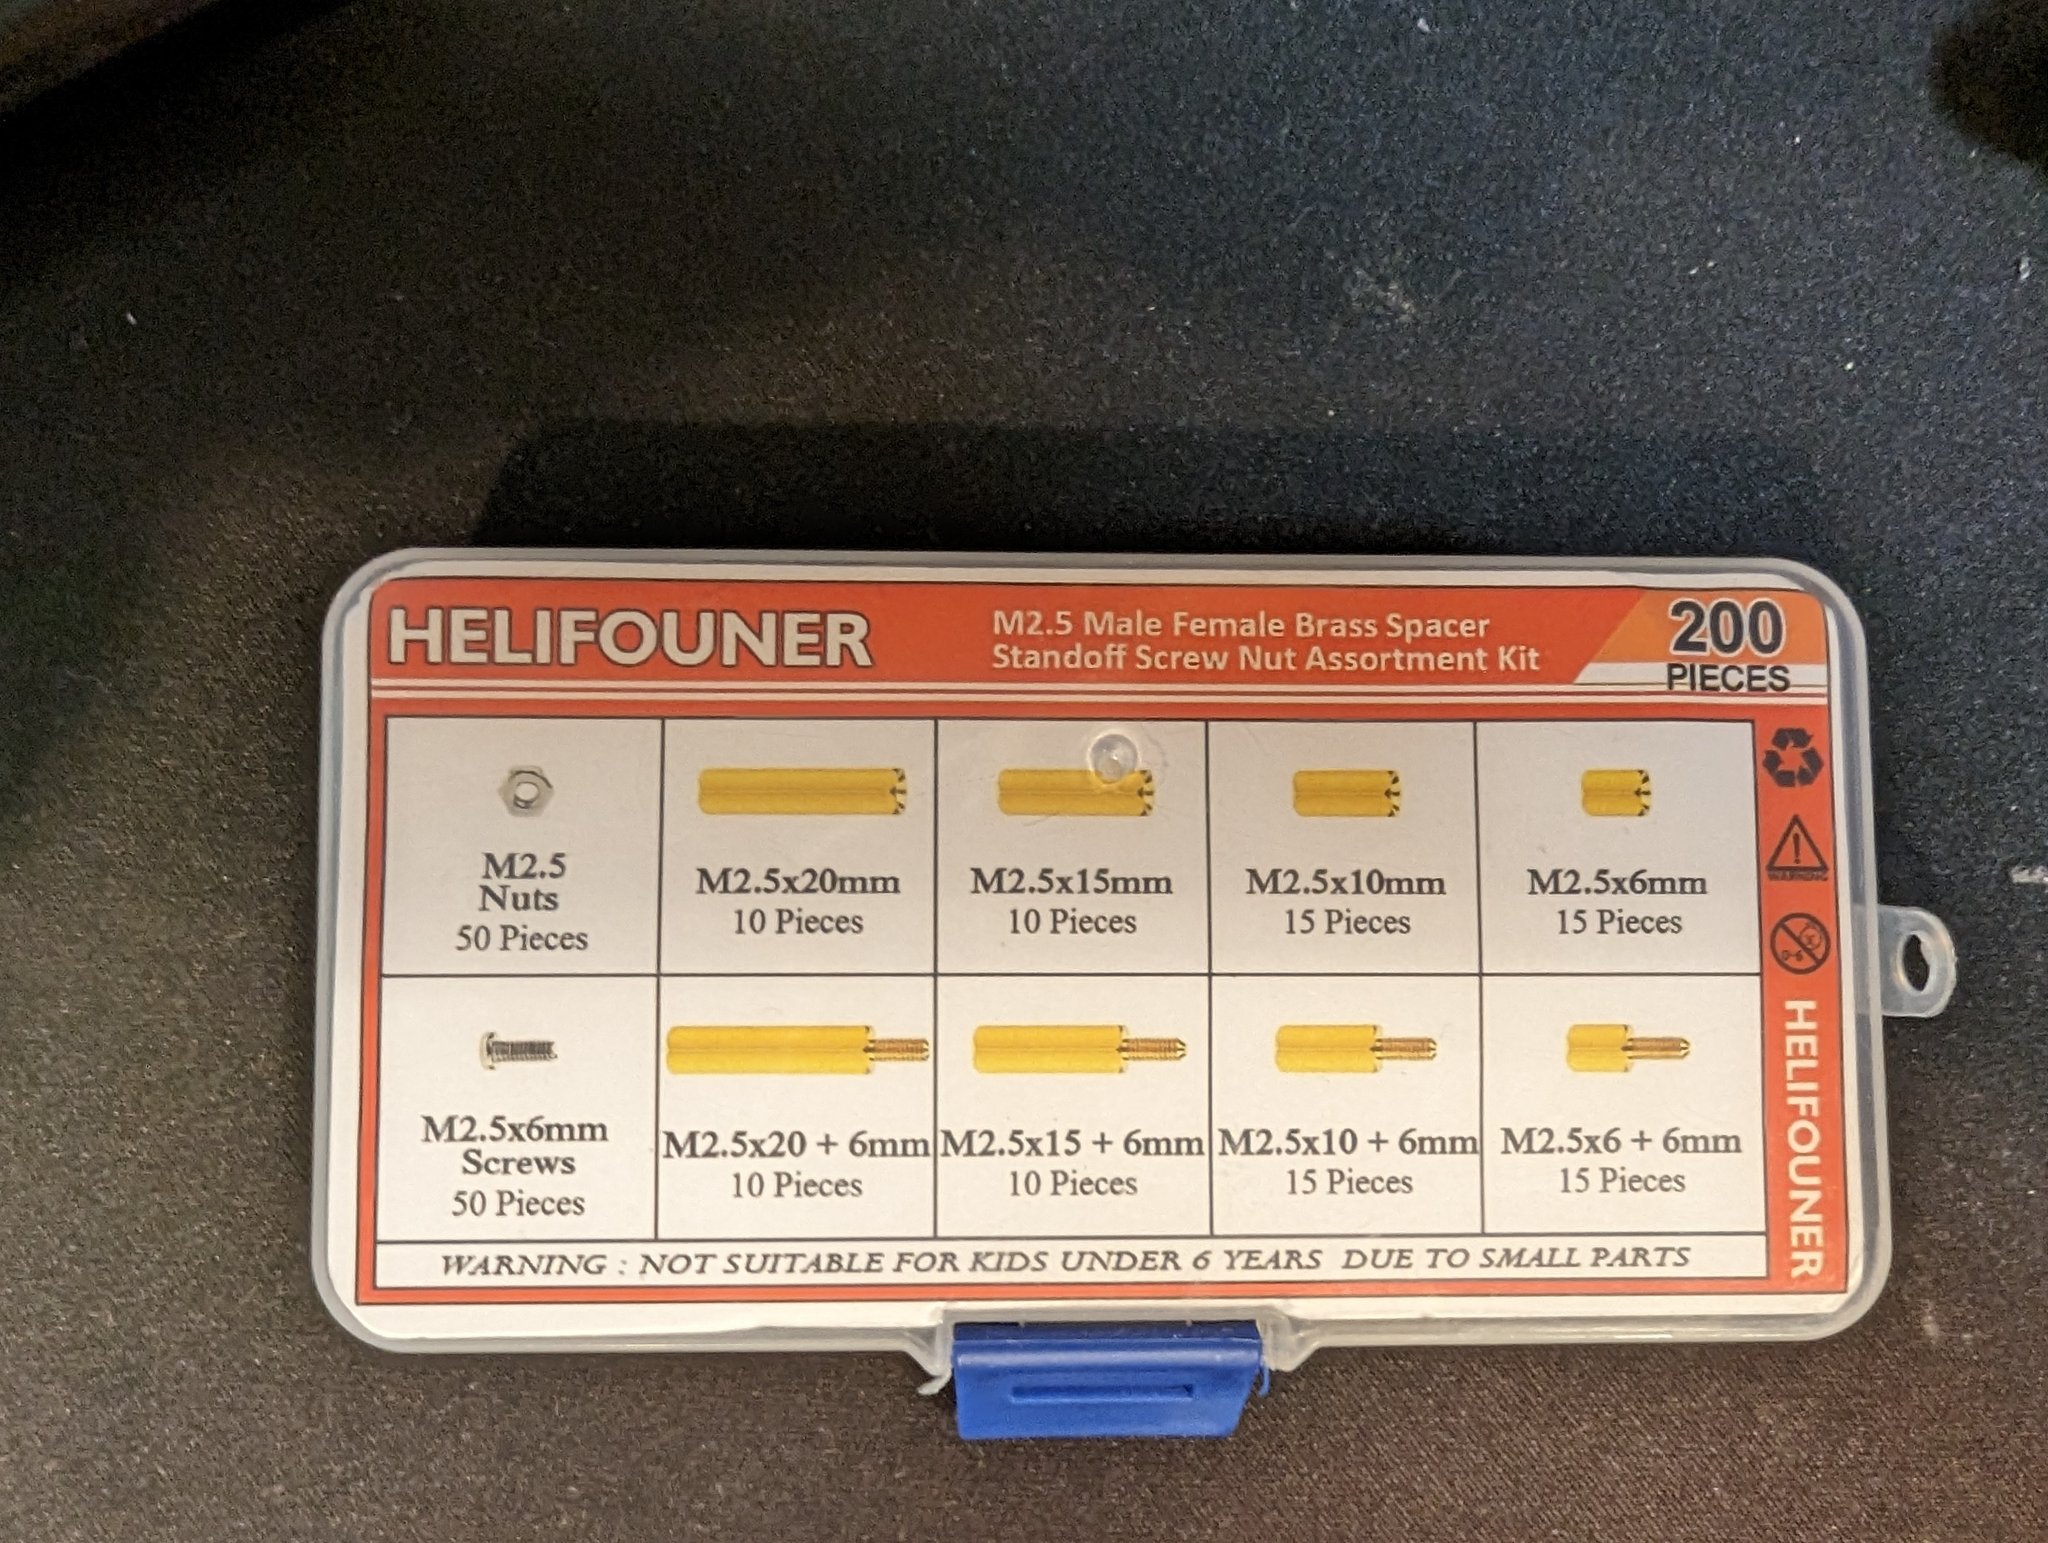 HELIFOUNER
M2.5 Male Female Brass Spacer
Standoff Screw Nut Assortment Kit
200
PIECES
M2.5
Nuts
50 Pieces
M2.5x20mm
10 Pieces
M2.5x15mm
10 Pieces
M2.5x10mm
15 Pieces
M2.5x6mm
15 Pieces
M2.5x6mm
Screws
50 Pieces
M2.5x20 + 6mm
10 Pieces
M2.5x15 + 6mm
10 Pieces
M2.5x10 + 6mm
15 Pieces
M2.5x6 + 6mm
15 Pieces
WARNING : NOT SUITABLE FOR KIDS UNDER 6 YEARS DUE TO SMALL PARTS
WARNING
0-6
HELIFOUNER